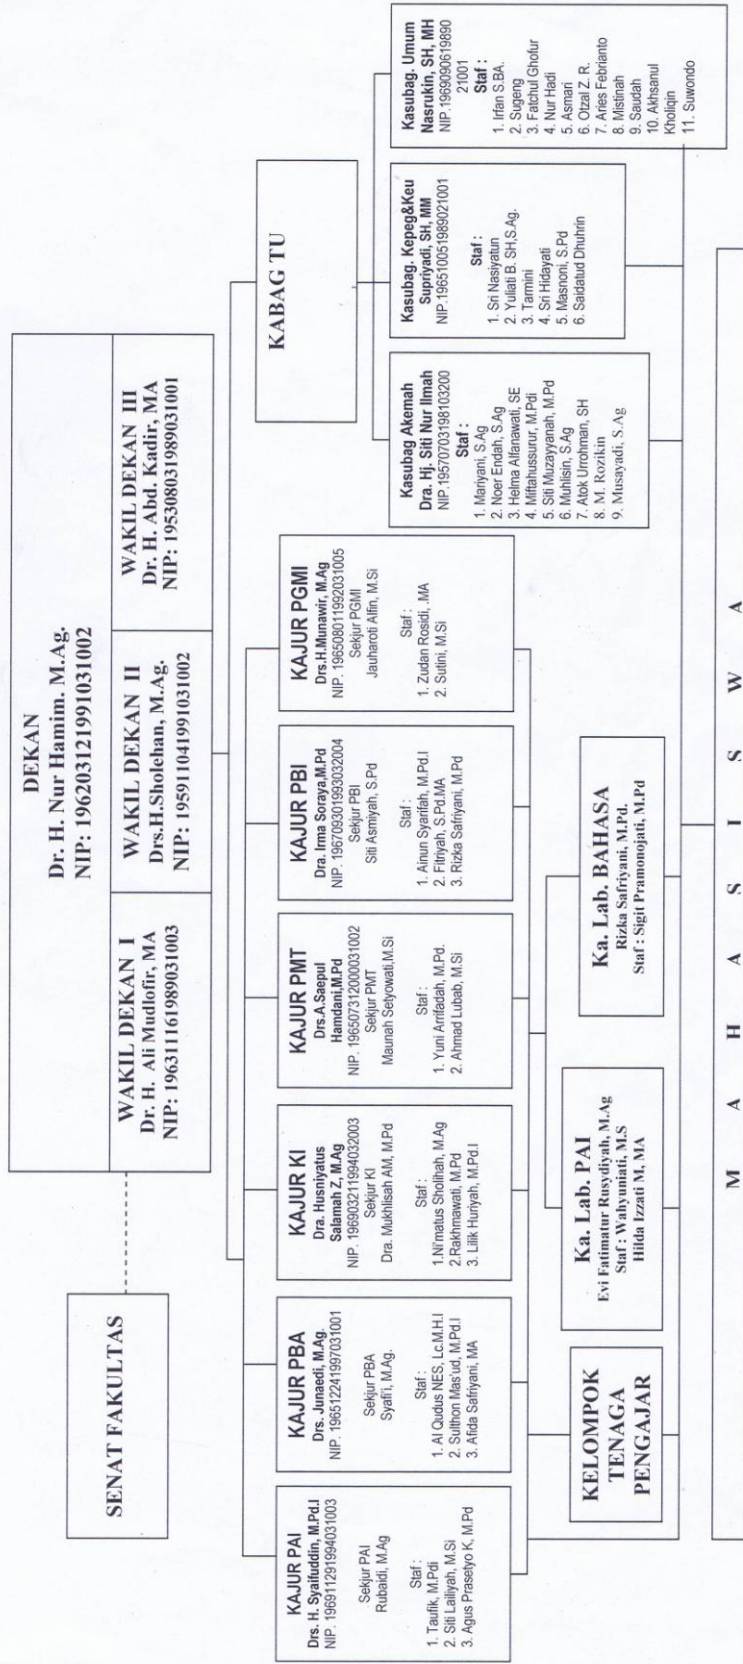 DEKAN
Dr. H. Nur Hamim. M.Ag.
NIP: 196203121991031002
WAKIL DEKAN I
Dr. H. Ali Mudlofir, MA
NIP: 196311161989031003
WAKIL DEKAN II
Drs.H.Sholehan, M.Ag.
NIP: 195911041991031002
WAKIL DEKAN III
Dr. H. Abd. Kadir, MA
NIP: 195308031989031001
SENAT FAKULTAS
KABAG TU
KAJUR PAI
Drs. H. Syaifuddin, M.Pd.I
NIP. 196911291994031003
Sekjur PAI
Rubaidi, M.Ag
Staf :
1. Taufik, M.Pdi
2. Siti Lailiyah, M.Si
3. Agus Prasetyo K, M.Pd
KAJUR PBA
Drs. Junaedi, M.Ag.
NIP. 196512241997031001
Sekjur PBA
Syafi'i, M.Ag.
Staf :
1. Al Qudus NES, Lc.M.H.I
2. Sulthon Mas'ud, M.Pd.I
3. Afida Safriyani, MA
KAJUR KI
Dra. Husniyatus
Salamah Z, M.Ag
NIP. 196903211994032003
Sekjur KI
Dra. Mukhlisah AM, M.Pd
Staf :
1.Ni'matus Sholihah, M.Ag
2.Rakhmawati, M.Pd
3. Lilik Huriyah, M.Pd.I
KAJUR PMT
Drs.A.Saepul
Hamdani,M.Pd
NIP. 196507312000031002
Sekjur PMT
Maunah Setyowati,M.Si
Staf :
1. Yuni Arrifadah, M.Pd.
2. Ahmad Lubab, M.Si
KAJUR PBI
Dra. Irma Soraya,M.Pd
NIP. 196709301993032004
Sekjur PBI
Siti Asmiyah, S.Pd
Staf :
1. Ainun Syarifah, M.Pd.I
2. Fitriyah, S.Pd.MA
3. Rizka Safriyani, M.Pd
KAJUR PGMI
Drs.H.Munawir, M.Ag
NIP. 196508011992031005
Sekjur PGMI
Jauharoti Alfin, M.Si
Staf :
1. Zudan Rosidi, .MA
2. Sutini, M.Si
Kasubag Akemah
Dra. Hj. Siti Nur Ilmah
NIP.19570703198103200
Staf :
1. Mariyani, S.Ag
2. Noer Endah, S.Ag
3. Helma Alfanawati, SE
4. Miftahussurur, M.Pdi
5. Siti Muzayyanah, M.Pd
6. Muhlisin, S.Ag
7. Atok Urrohman, SH
8. M. Rozikin
9. Musayadi, S.Ag
Kasubag. Kepeg&Keu
Supriyadi, SH, MM
NIP.196510051989021001
Staf :
1. Sri Nasiyatun
2. Yuliati B. SH,S.Ag.
3. Tarmini
4. Sri Hidayati
5. Masnoni, S.Pd
6. Saidatud Dhuhrin
Kasubag. Umum
Nasrukin, SH, MH
NIP.1969090619890
21001
Staf :
1. Irfan S.BA.
2. Sugeng
3. Fatchul Ghofur
4. Nur Hadi
5. Asmari
6. Otzal Z. R.
7. Aries Febrianto
8. Mistinah
9. Saudah
10. Akhsanul
Kholiqin
11. Suwondo
KELOMPOK
TENAGA
PENGAJAR
Ka. Lab. PAI
Evi Fatimatur Rusydiyah, M.Ag
Staf : Wahyuniati, M.S
Hilda Izzati M, MA
Ka. Lab. BAHASA
Rizka Safriyani, M.Pd.
Staf : Sigit Pramonojati, M.Pd
M A H A S I S W A